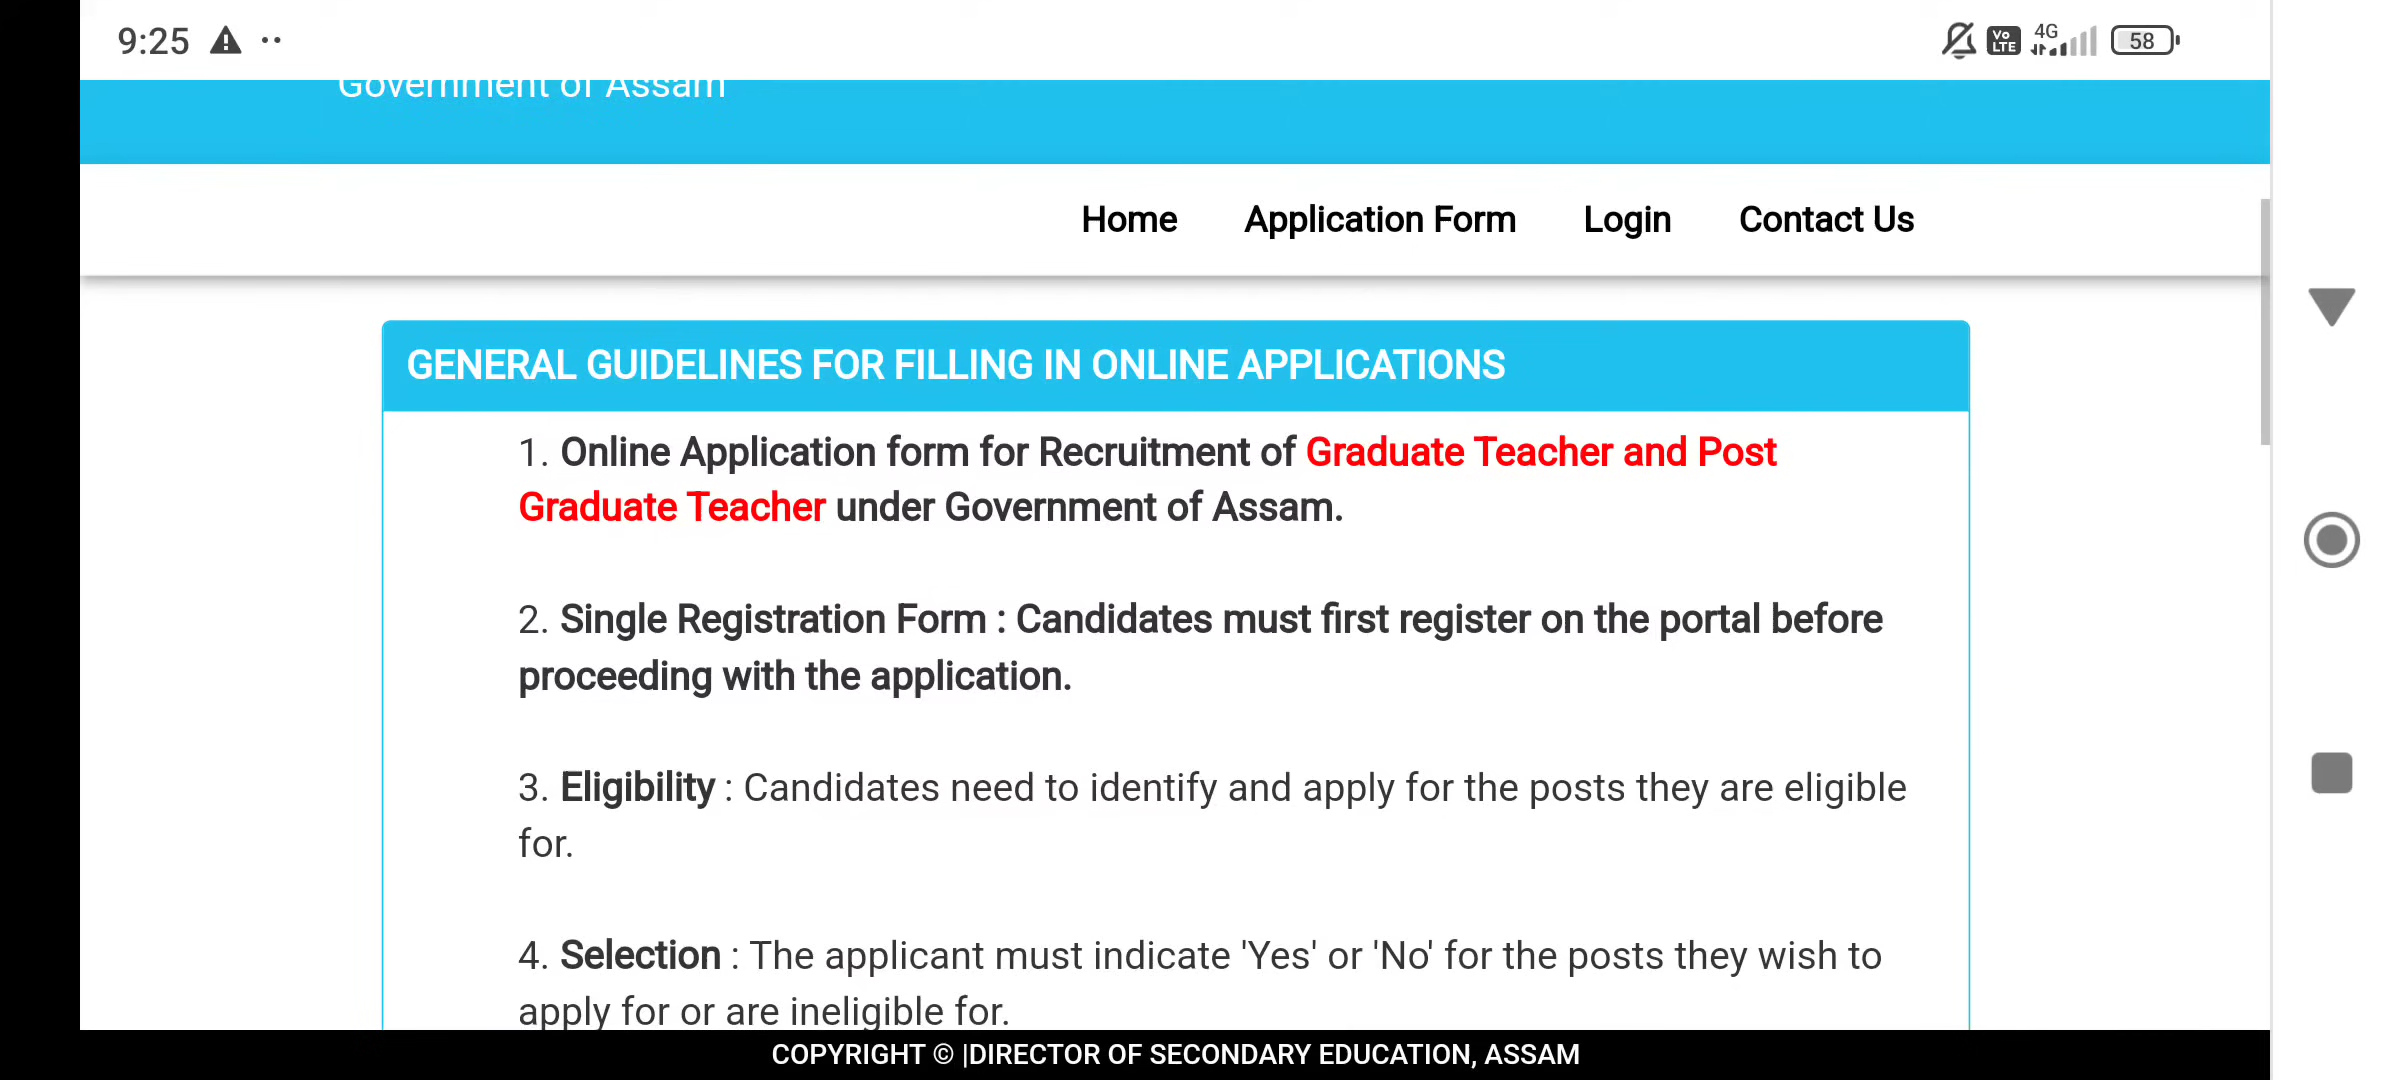 9:25
Vo LTE 4G 58
Government of Assam
Home Application Form Login Contact Us
GENERAL GUIDELINES FOR FILLING IN ONLINE APPLICATIONS
1. Online Application form for Recruitment of Graduate Teacher and Post
Graduate Teacher under Government of Assam.
2. Single Registration Form : Candidates must first register on the portal before
proceeding with the application.
3. Eligibility : Candidates need to identify and apply for the posts they are eligible
for.
4. Selection : The applicant must indicate 'Yes' or 'No' for the posts they wish to
apply for or are ineligible for.
COPYRIGHT © |DIRECTOR OF SECONDARY EDUCATION, ASSAM